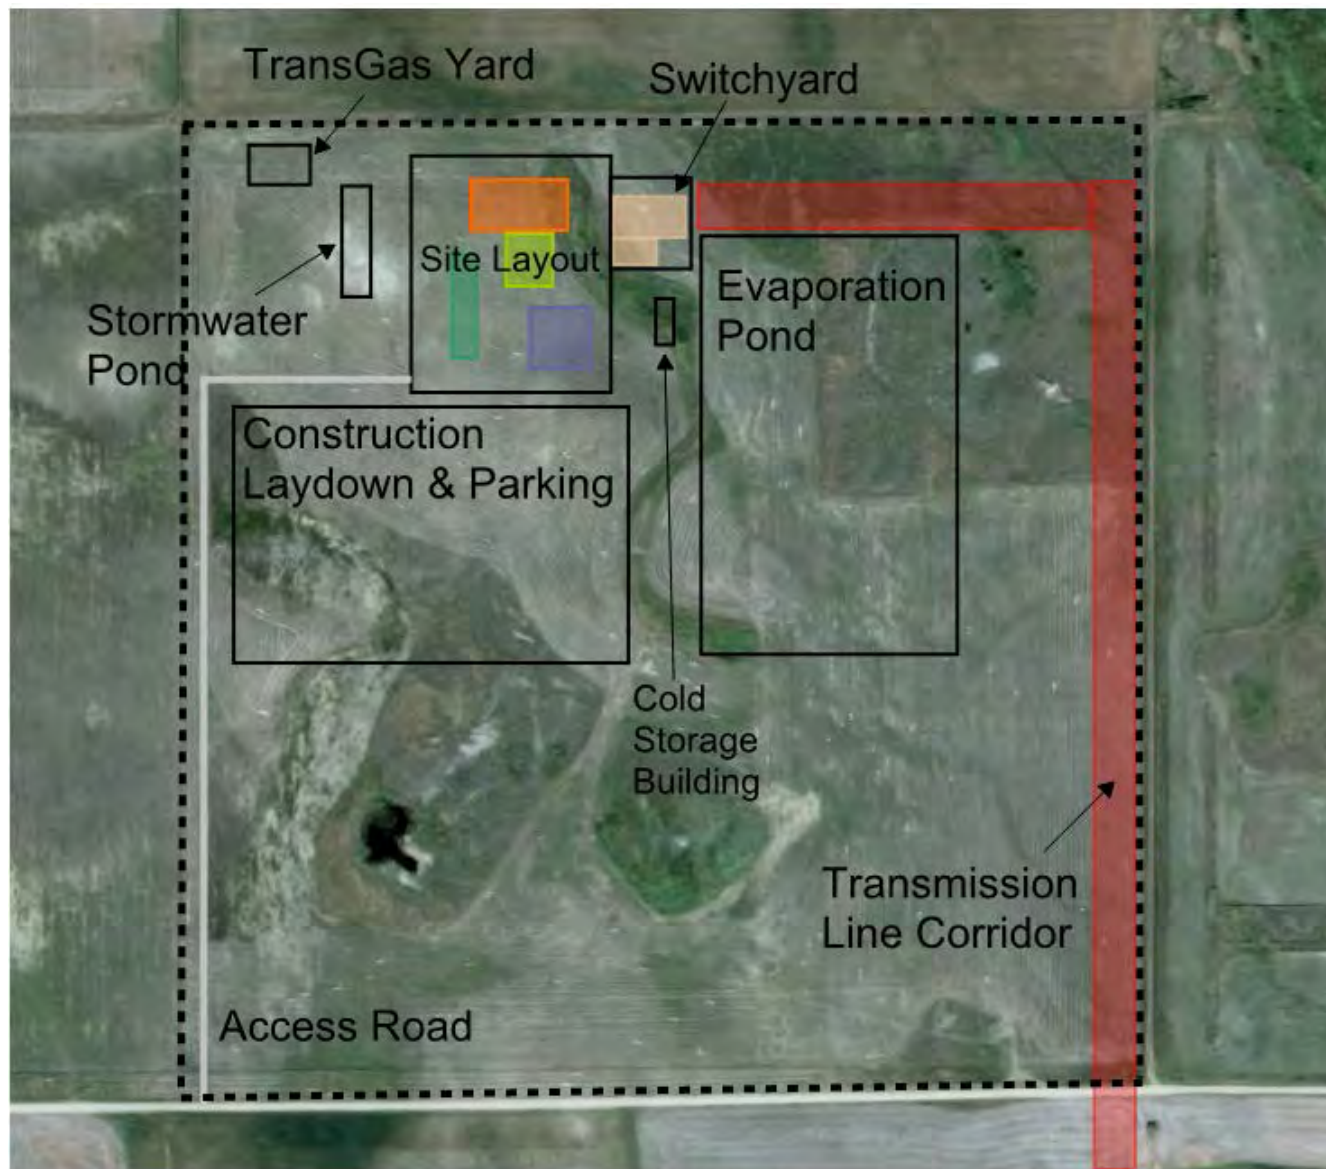 TransGas Yard
Switchyard
Site Layout
Evaporation
Pond
Stormwater
Pond
Construction
Laydown & Parking
Cold
Storage
Building
Transmission
Line Corridor
Access Road